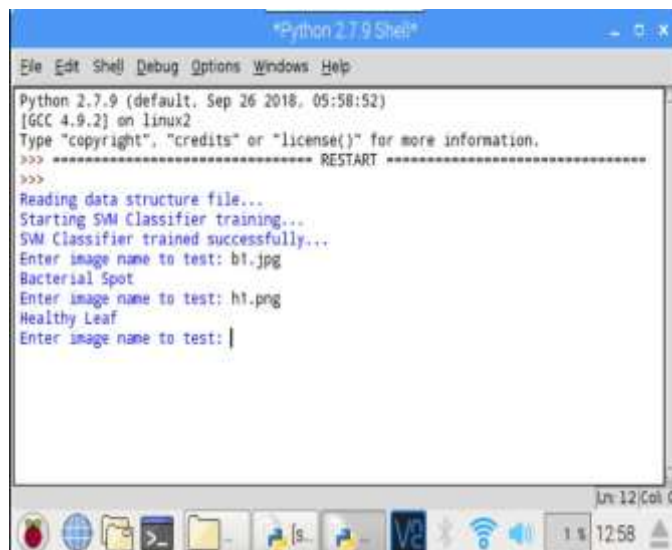 *Python 2.7.9 Shell*
File Edit Shell Debug Options Windows Help
Python 2.7.9 (default, Sep 26 2018, 05:58:52)
[GCC 4.9.2] on linux2
Type "copyright", "credits" or "license()" for more information.
>>> ================================ RESTART ================================
>>>
Reading data structure file...
Starting SVM Classifier training...
SVM Classifier trained successfully...
Enter image name to test: b1.jpg
Bacterial Spot
Enter image name to test: h1.png
Healthy Leaf
Enter image name to test:
Ln: 12 Col:
[s...
V2
1 %
12:58